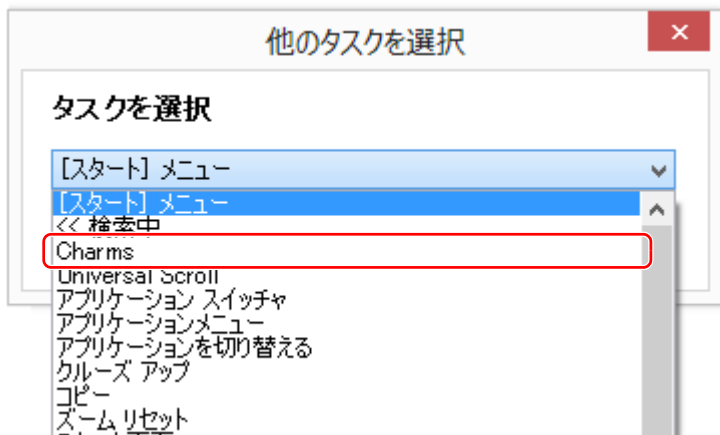 他のタスクを選択
タスクを選択
[スタート] メニュー
[スタート] メニュー
<< 検索中
Charms
Universal Scroll
アプリケーション スイッチャ
アプリケーションメニュー
アプリケーションを切り替える
クルーズ アップ
コピー
ズーム リセット